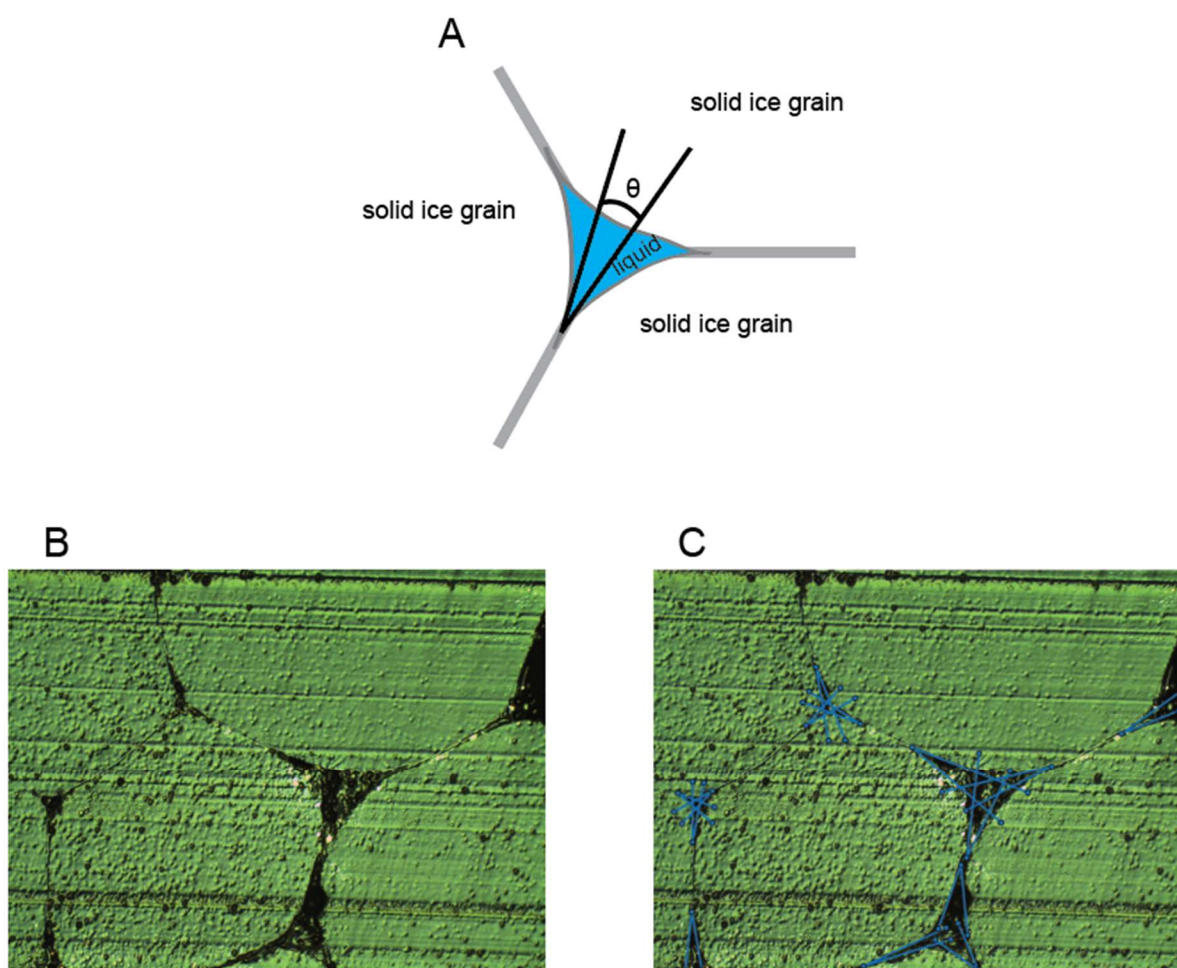 A
solid ice grain
θ
solid ice grain
liquid
solid ice grain
B
C